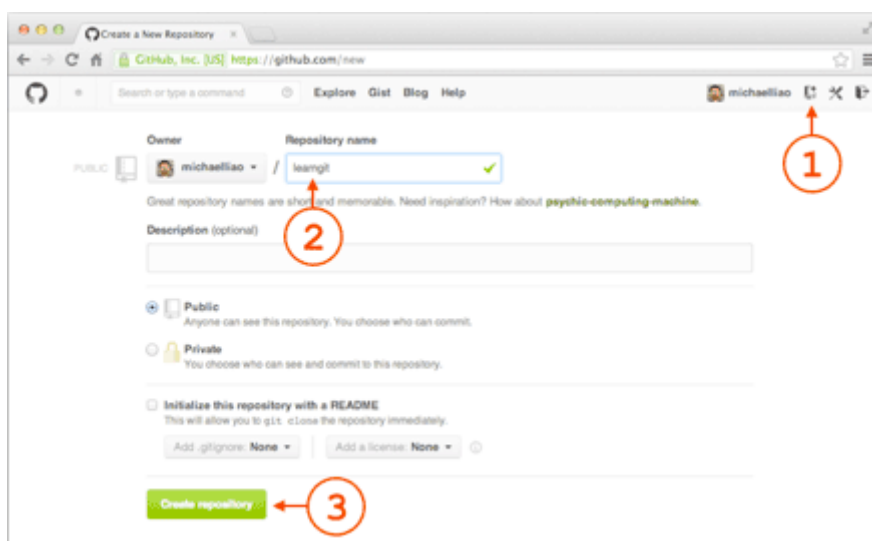 Create a New Repository
GitHub, Inc. [US] https://github.com/new
Search or type a command Explore Gist Blog Help michaelliao
1
Owner Repository name
PUBLIC michaelliao / learngit
Great repository names are short and memorable. Need inspiration? How about psychic-computing-machine.
2
Description (optional)
Public
Anyone can see this repository. You choose who can commit.
Private
You choose who can see and commit to this repository.
Initialize this repository with a README
This will allow you to git clone the repository immediately.
Add .gitignore: None Add a license: None
Create repository 3